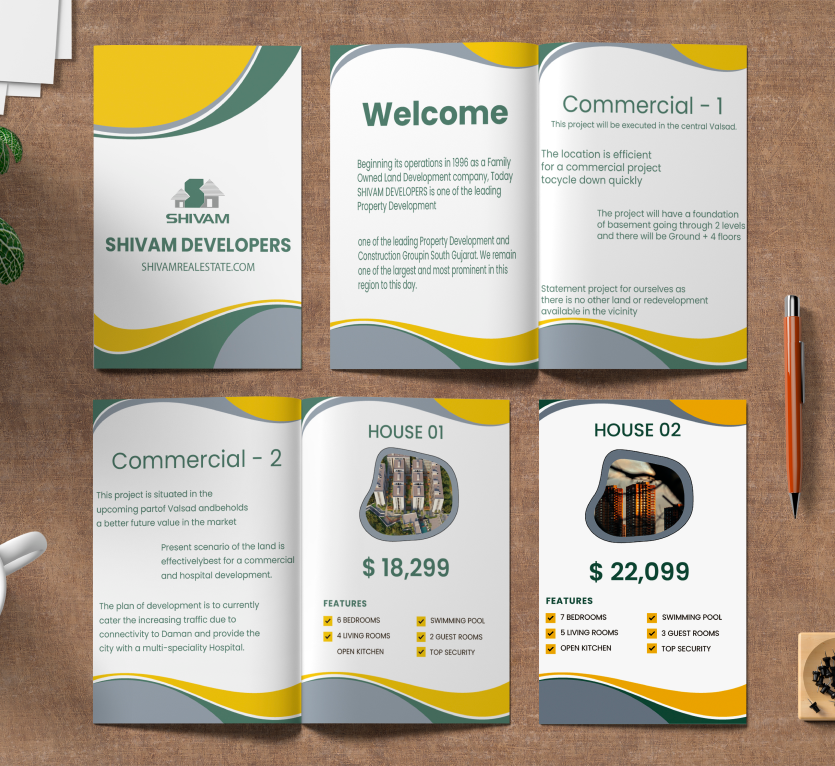 SHIVAM
SHIVAM DEVELOPERS
SHIVAMREALESTATE.COM
Welcome
Beginning its operations in 1996 as a Family
Owned Land Development company, Today
SHIVAM DEVELOPERS is one of the leading
Property Development
one of the leading Property Development and
Construction Groupin South Gujarat. We remain
one of the largest and most prominent in this
region to this day.
Commercial - 1
This project will be executed in the central Valsad.
The location is efficient
for a commercial project
tocycle down quickly
The project will have a foundation
of basement going through 2 levels
and there will be Ground + 4 floors
Statement project for ourselves as
there is no other land or redevelopment
available in the vicinity
Commercial - 2
This project is situated in the
upcoming partof Valsad andbeholds
a better future value in the market
Present scenario of the land is
effectivelybest for a commercial
and hospital development.
The plan of development is to currently
cater the increasing traffic due to
connectivity to Daman and provide the
city with a multi-speciality Hospital.
HOUSE 01
$ 18,299
FEATURES
6 BEDROOMS
4 LIVING ROOMS
OPEN KITCHEN
SWIMMING POOL
2 GUEST ROOMS
TOP SECURITY
HOUSE 02
$ 22,099
FEATURES
7 BEDROOMS
5 LIVING ROOMS
OPEN KITCHEN
SWIMMING POOL
3 GUEST ROOMS
TOP SECURITY